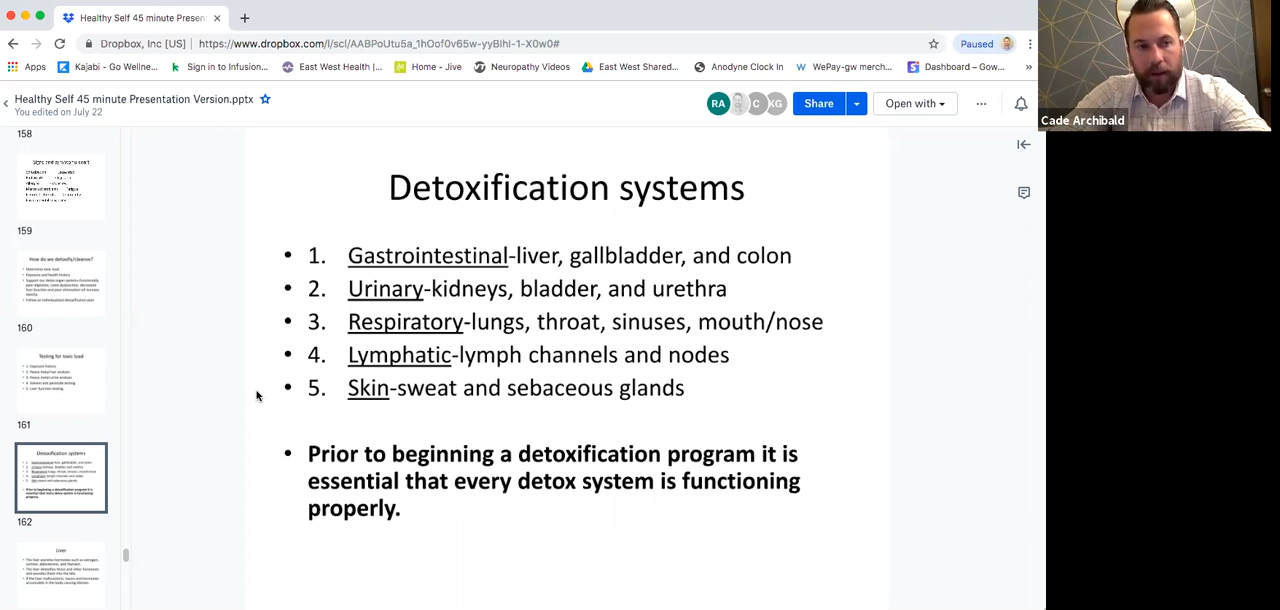 Healthy Self 45 minute Presen
Dropbox, Inc [US] | https://www.dropbox.com/l/scl/
Paused
Apps Kajabi - Go Wellne... Sign in to Infusion... East West Health |... Home - Jive Neuropathy Videos East West Shared... Anodyne Clock In WePay-gw merch... Dashboard – Gow... »
Healthy Self 45 minute Presentation Version.pptx
You edited on July 22
RA C KG Share Open with
Cade Archibald
158
159
How do we detoxify/cleanse?
160
Testing for toxic load
1. Exposure history
161
Detoxification systems
162
Liver
Detoxification systems
• 1. Gastrointestinal-liver, gallbladder, and colon
• 2. Urinary-kidneys, bladder, and urethra
• 3. Respiratory-lungs, throat, sinuses, mouth/nose
• 4. Lymphatic-lymph channels and nodes
• 5. Skin-sweat and sebaceous glands
• Prior to beginning a detoxification program it is
essential that every detox system is functioning
properly.